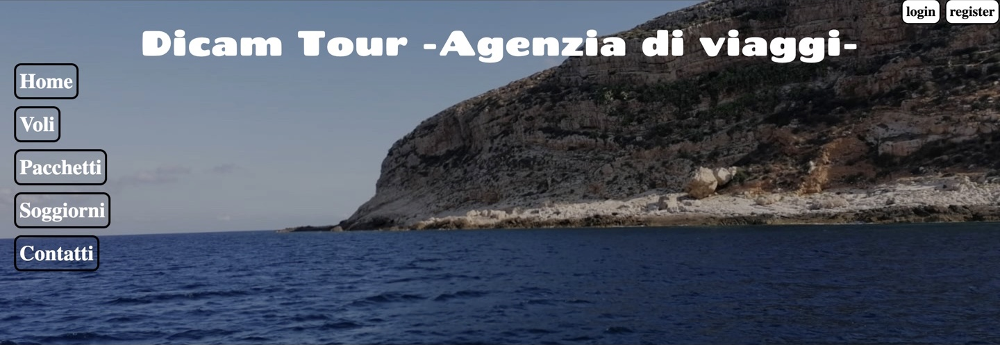 login register
Dicam Tour -Agenzia di viaggi-
Home
Voli
Pacchetti
Soggiorni
Contatti